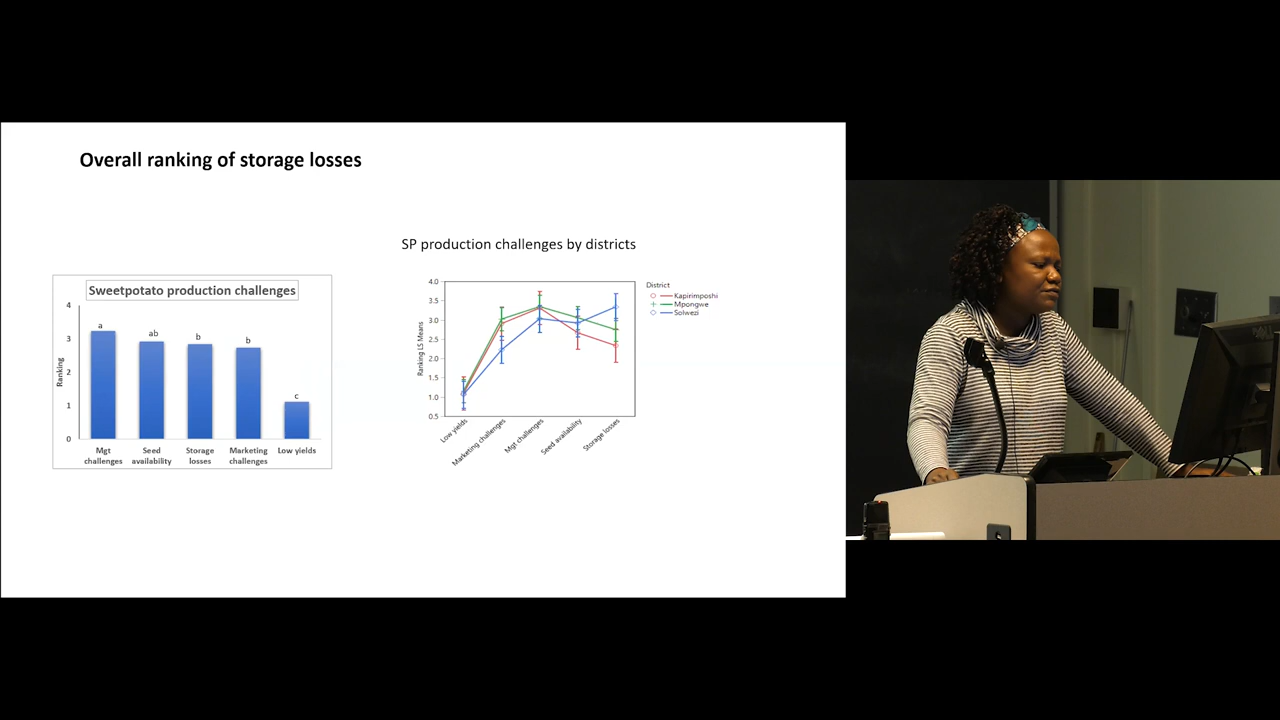 Overall ranking of storage losses
SP production challenges by districts
Sweetpotato production challenges
4
3
2
1
0
Ranking
a
ab
b
b
c
Mgt
challenges
Seed
availability
Storage
losses
Marketing
challenges
Low yields
4.0
3.5
3.0
2.5
2.0
1.5
1.0
0.5
Ranking LS Means
Low yields
Marketing challenges
Mgt challenges
Seed availability
Storage losses
District
Kapirimposhi
Mpongwe
Solwezi